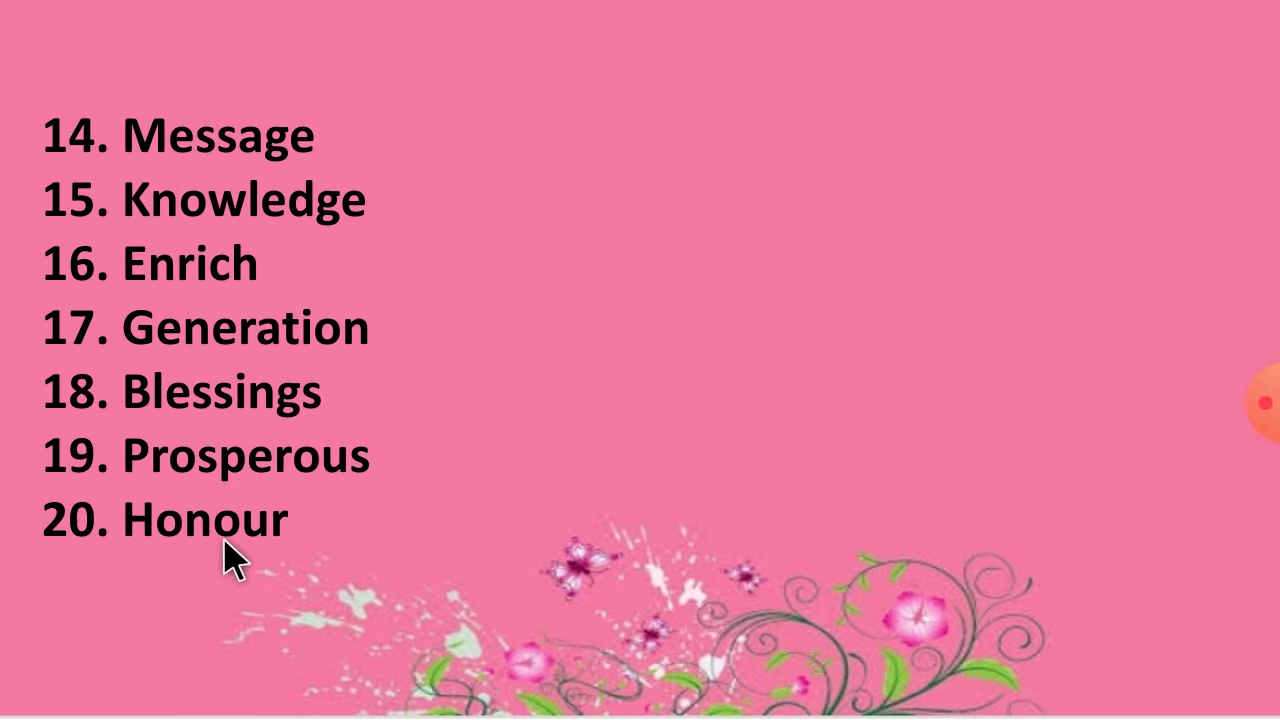 14. Message
15. Knowledge
16. Enrich
17. Generation
18. Blessings
19. Prosperous
20. Honour